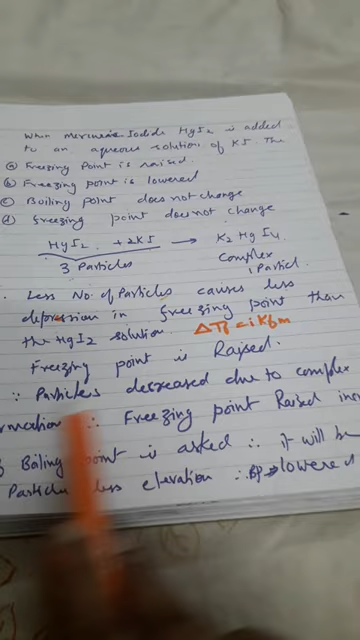 When mercuric Iodide HgI2 is added
to an aqueous solution of KI. The
(a) Freezing Point is raised.
(b) Freezing point is lowered
(c) Boiling point does not change
(d) freezing point does not change
HgI2 + 2KI → K2HgI4
3 Particles Complex
1 Particl.
Less No. of Particles causes less
depression in freezing point than
the HgI2 solution. ΔTf = i Kf m
Freezing point is Raised.
∵ Particles decreased due to complex
rmation ∴ Freezing point Raised in
Boiling point is asked ∴ it will be
Particles less elevation ∴ BP → lowered